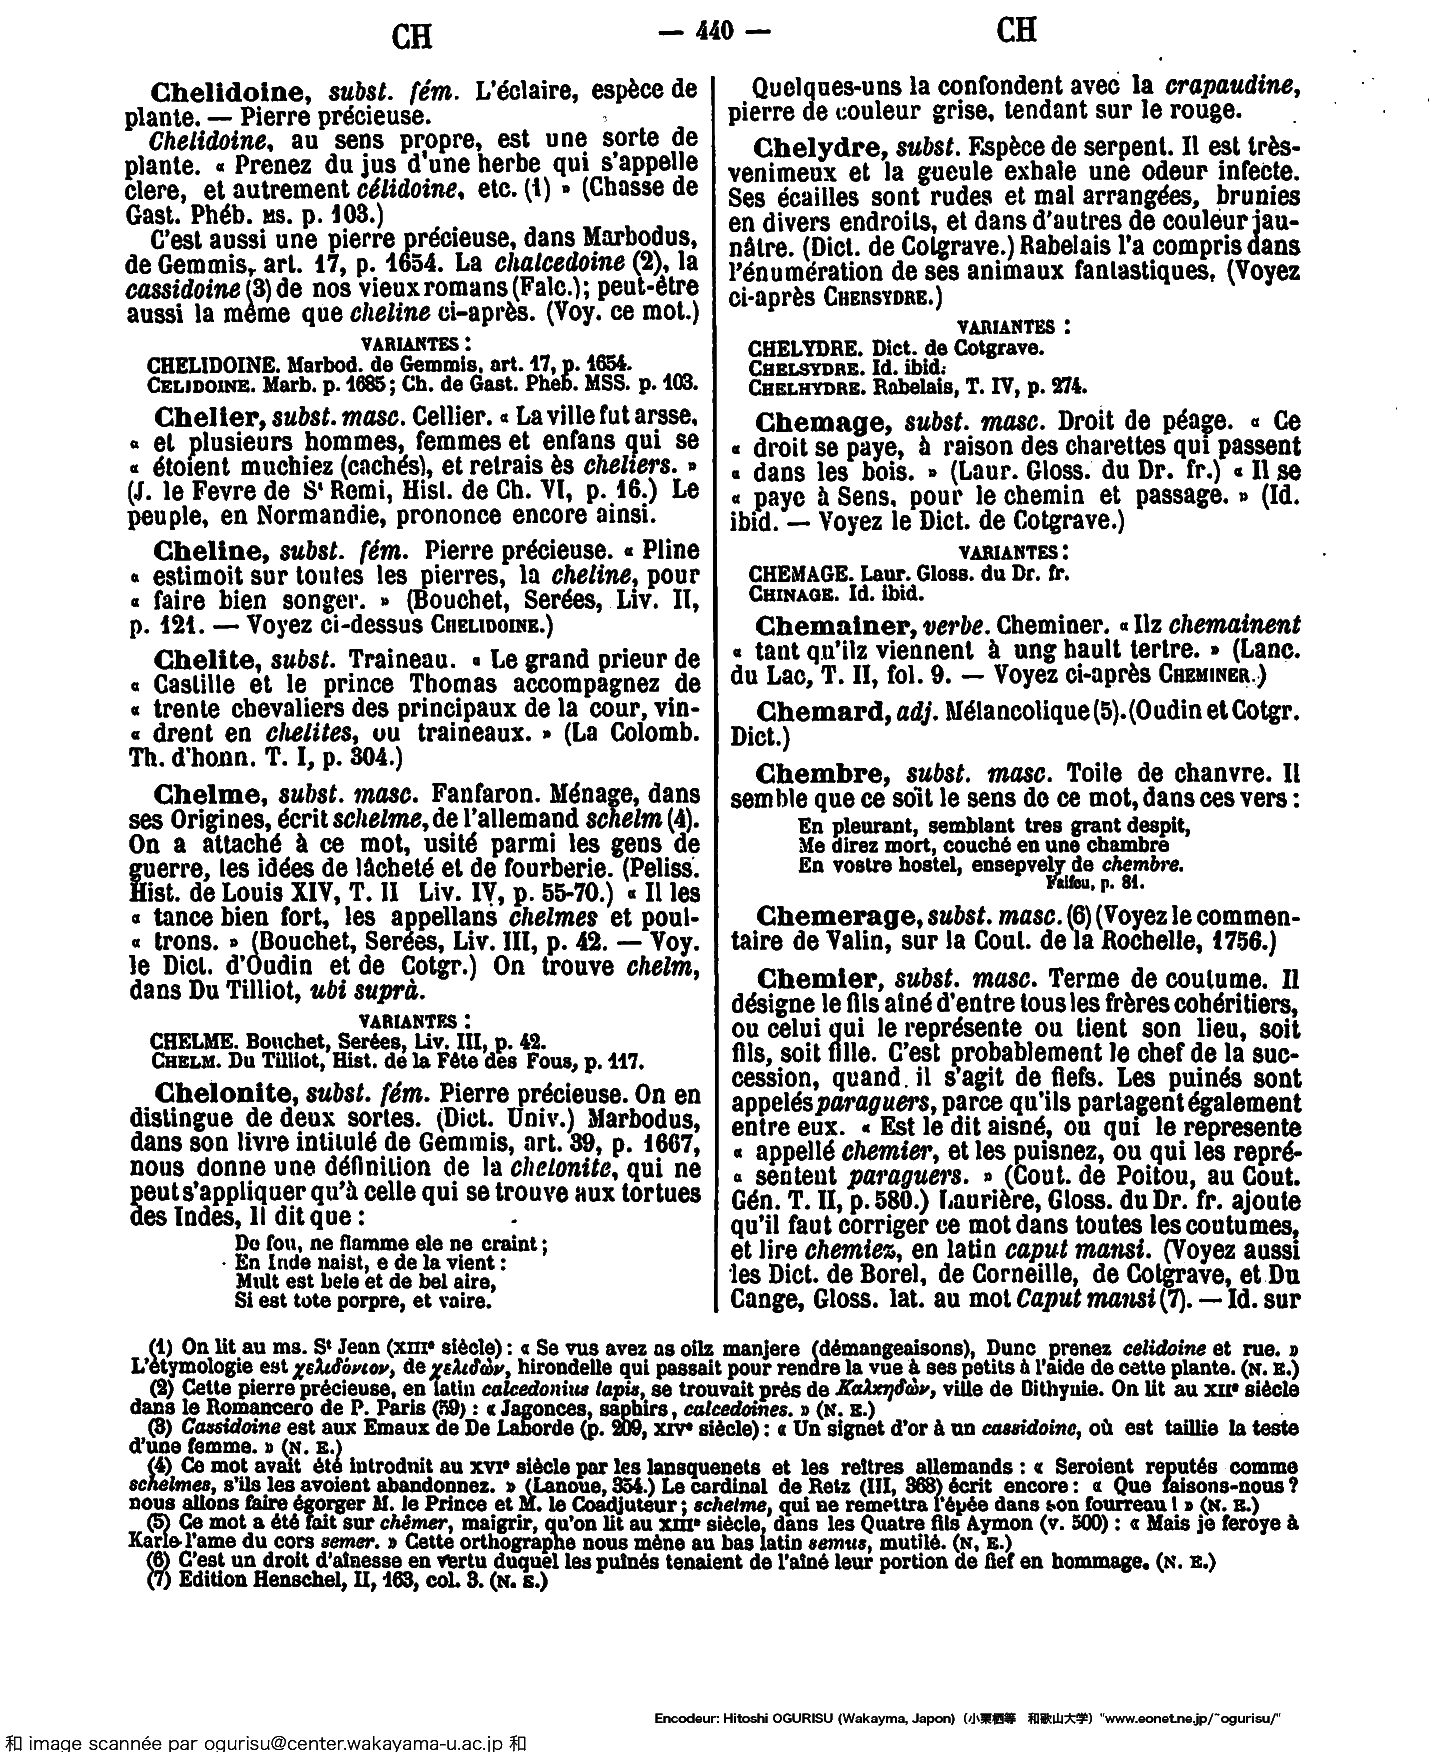 CH
— 440 —
CH
Chelidoine, subst. fém. L'éclaire, espèce de
plante. — Pierre précieuse.
Chelidoine, au sens propre, est une sorte de
plante. « Prenez du jus d'une herbe qui s'appelle
clere, et autrement célidoine, etc. (1) » (Chasse de
Gast. Phéb. MS. p. 103.)
C'est aussi une pierre précieuse, dans Marbodus,
de Gemmis, art. 17, p. 1654. La chalcedoine (2), la
cassidoine (3) de nos vieux romans (Falc.); peut-être
aussi la même que cheline ci-après. (Voy. ce mot.)
VARIANTES :
CHELIDOINE. Marbod. de Gemmis, art. 17, p. 1654.
CELIDOINE. Marb. p. 1685; Ch. de Gast. Pheb. MSS. p. 103.
Chelier, subst. masc. Cellier. « La ville fut arsse,
« et plusieurs hommes, femmes et enfans qui se
« étoient muchiez (cachés), et retrais ès cheliers. »
(J. le Fevre de St Remi, Hist. de Ch. VI, p. 16.) Le
peuple, en Normandie, prononce encore ainsi.
Cheline, subst. fém. Pierre précieuse. « Pline
« estimoit sur toutes les pierres, la cheline, pour
« faire bien songer. » (Bouchet, Serées, Liv. II,
p. 121. — Voyez ci-dessus CHELIDOINE.)
Chelite, subst. Traineau. « Le grand prieur de
« Castille et le prince Thomas accompagnez de
« trente chevaliers des principaux de la cour, vin-
« drent en chelites, ou traineaux. » (La Colomb.
Th. d'honn. T. I, p. 304.)
Chelme, subst. masc. Fanfaron. Ménage, dans
ses Origines, écrit schelme, de l'allemand schelm (4).
On a attaché à ce mot, usité parmi les gens de
guerre, les idées de lâcheté et de fourberie. (Peliss.
Hist. de Louis XIV, T. II Liv. IV, p. 55-70.) « Il les
« tance bien fort, les appellans chelmes et poul-
« trons. » (Bouchet, Serées, Liv. III, p. 42. — Voy.
le Dict. d'Oudin et de Cotgr.) On trouve chelm,
dans Du Tilliot, ubi suprà.
VARIANTES :
CHELME. Bouchet, Serées, Liv. III, p. 42.
CHELM. Du Tilliot, Hist. de la Fête des Fous, p. 117.
Chelonite, subst. fém. Pierre précieuse. On en
distingue de deux sortes. (Dict. Univ.) Marbodus,
dans son livre intitulé de Gemmis, art. 39, p. 1667,
nous donne une définition de la chelonite, qui ne
peut s'appliquer qu'à celle qui se trouve aux tortues
des Indes, Il dit que :
De fou, ne flamme ele ne craint;
En Inde naist, e de la vient :
Mult est bele et de bel aire,
Si est tote porpre, et vaire.
Quelques-uns la confondent avec la crapaudine,
pierre de couleur grise, tendant sur le rouge.
Chelydre, subst. Espèce de serpent. Il est très-
venimeux et la gueule exhale une odeur infecte.
Ses écailles sont rudes et mal arrangées, brunies
en divers endroits, et dans d'autres de couleur jau-
nâtre. (Dict. de Cotgrave.) Rabelais l'a compris dans
l'énumération de ses animaux fantastiques. (Voyez
ci-après CHERSYDRE.)
VARIANTES :
CHELYDRE. Dict. de Cotgrave.
CHELSYDRE. Id. ibid.
CHELHYDRE. Rabelais, T. IV, p. 274.
Chemage, subst. masc. Droit de péage. « Ce
« droit se paye, à raison des charettes qui passent
« dans les bois. » (Laur. Gloss. du Dr. fr.) « Il se
« paye à Sens, pour le chemin et passage. » (Id.
ibid. — Voyez le Dict. de Cotgrave.)
VARIANTES :
CHEMAGE. Laur. Gloss. du Dr. fr.
CHINAGE. Id. ibid.
Chemainer, verbe. Cheminer. « Ilz chemainent
« tant qu'ilz viennent à ung hault tertre. » (Lanc.
du Lac, T. II, fol. 9. — Voyez ci-après CHEMINER.)
Chemard, adj. Mélancolique (5). (Oudin et Cotgr.
Dict.)
Chembre, subst. masc. Toile de chanvre. Il
semble que ce soit le sens de ce mot, dans ces vers :
En pleurant, semblant tres grant despit,
Me direz mort, couché en une chambre
En vostre hostel, ensepvely de chembre.
Faifeu, p. 81.
Chemerage, subst. masc. (6) (Voyez le commen-
taire de Valin, sur la Cout. de la Rochelle, 1756.)
Chemier, subst. masc. Terme de coutume. Il
désigne le fils aîné d'entre tous les frères cohéritiers,
ou celui qui le représente ou tient son lieu, soit
fils, soit fille. C'est probablement le chef de la suc-
cession, quand il s'agit de fiefs. Les puinés sont
appelés paraguers, parce qu'ils partagent également
entre eux. « Est le dit aisné, ou qui le represente
« appellé chemier, et les puisnez, ou qui les repré-
« sentent paraguers. » (Cout. de Poitou, au Cout.
Gén. T. II, p. 580.) Laurière, Gloss. du Dr. fr. ajoute
qu'il faut corriger ce mot dans toutes les coutumes,
et lire chemiez, en latin caput mansi. (Voyez aussi
les Dict. de Borel, de Corneille, de Cotgrave, et Du
Cange, Gloss. lat. au mot Caput mansi (7). — Id. sur
(1) On lit au ms. St Jean (XIIIe siècle) : « Se vus avez as oilz manjere (démangeaisons), Dunc prenez celidoine et rue. »
L'étymologie est χελιδόνιον, de χελιδών, hirondelle qui passait pour rendre la vue à ses petits à l'aide de cette plante. (N. E.)
(2) Cette pierre précieuse, en latin calcedonius lapis, se trouvait près de Καλκηδών, ville de Bithynie. On lit au XIIe siècle
dans le Romancero de P. Paris (59) : « Jagonces, saphirs, calcedoines. » (N. E.)
(3) Cassidoine est aux Emaux de De Laborde (p. 209, XIVe siècle) : « Un signet d'or à un cassidoine, où est taillie la teste
d'une femme. » (N. E.)
(4) Ce mot avait été introduit au XVIe siècle par les lansquenets et les reîtres allemands : « Seroient reputés comme
schelmes, s'ils les avoient abandonnez. » (Lanoue, 354.) Le cardinal de Retz (III, 368) écrit encore : « Que faisons-nous ?
nous allons faire égorger M. le Prince et M. le Coadjuteur; schelme, qui ne remettra l'épée dans son fourreau ! » (N. E.)
(5) Ce mot a été fait sur chêmer, maigrir, qu'on lit au XIIIe siècle, dans les Quatre fils Aymon (v. 500) : « Mais je feroye à
Karle l'ame du cors semer. » Cette orthographe nous mène au bas latin semus, mutilé. (N. E.)
(6) C'est un droit d'aînesse en vertu duquel les puînés tenaient de l'aîné leur portion de fief en hommage. (N. E.)
(7) Edition Henschel, II, 163, col. 3. (N. E.)
Encodeur: Hitoshi OGURISU (Wakayma, Japon) (小栗栖等 和歌山大学) "www.eonet.ne.jp/~ogurisu/"
和 image scannée par ogurisu@center.wakayama-u.ac.jp 和